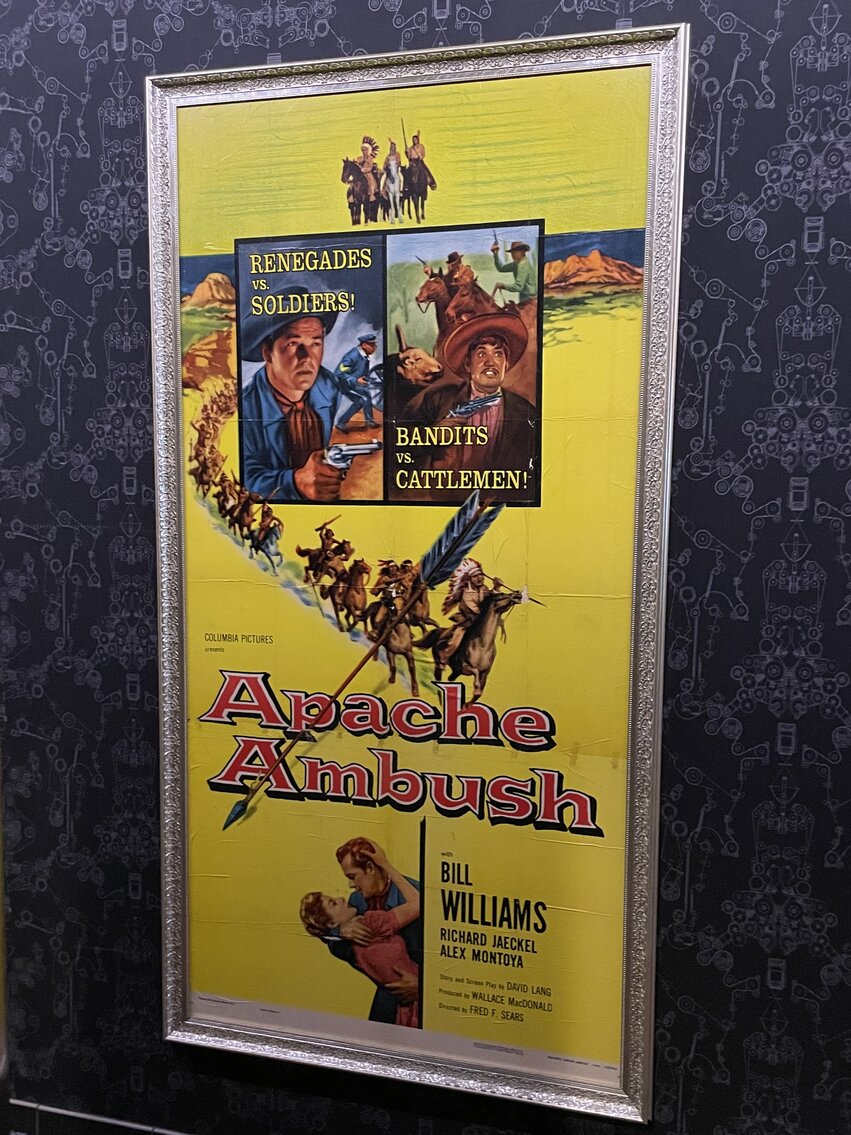 RENEGADES
VS.
SOLDIERS!
BANDITS
VS.
CATTLEMEN!
COLUMBIA PICTURES
presents
Apache
Ambush
with
BILL
WILLIAMS
RICHARD JAECKEL
ALEX MONTOYA
Story and Screen Play by DAVID LANG
Produced by WALLACE MacDONALD
Directed by FRED F. SEARS